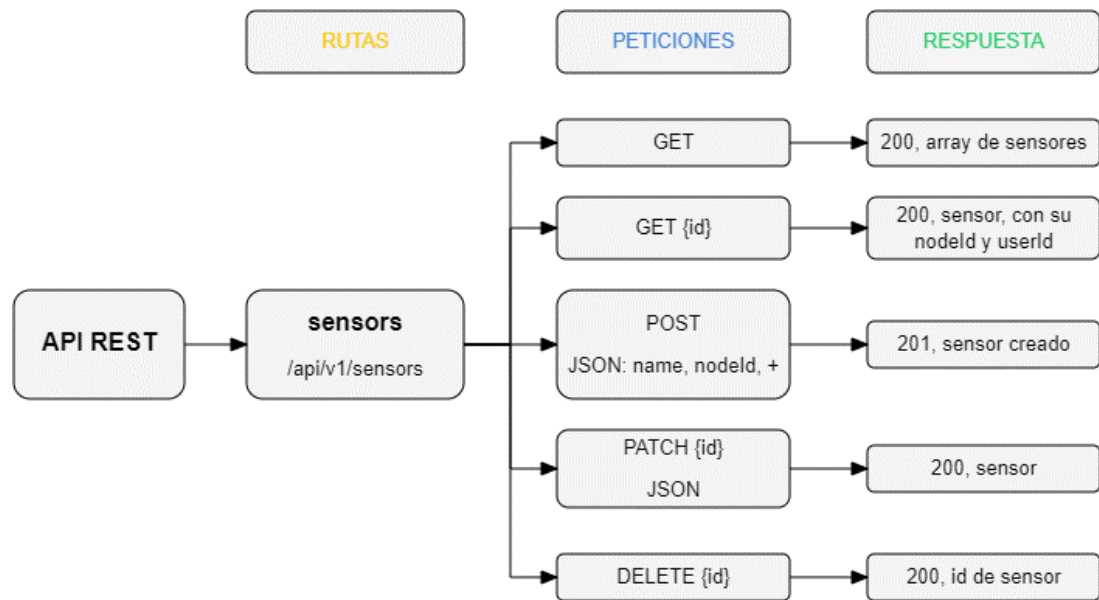 RUTAS
PETICIONES
RESPUESTA
GET
200, array de sensores
GET {id}
200, sensor, con su
nodeId y userId
API REST
sensors
/api/v1/sensors
POST
JSON: name, nodeId, +
201, sensor creado
PATCH {id}
JSON
200, sensor
DELETE {id}
200, id de sensor